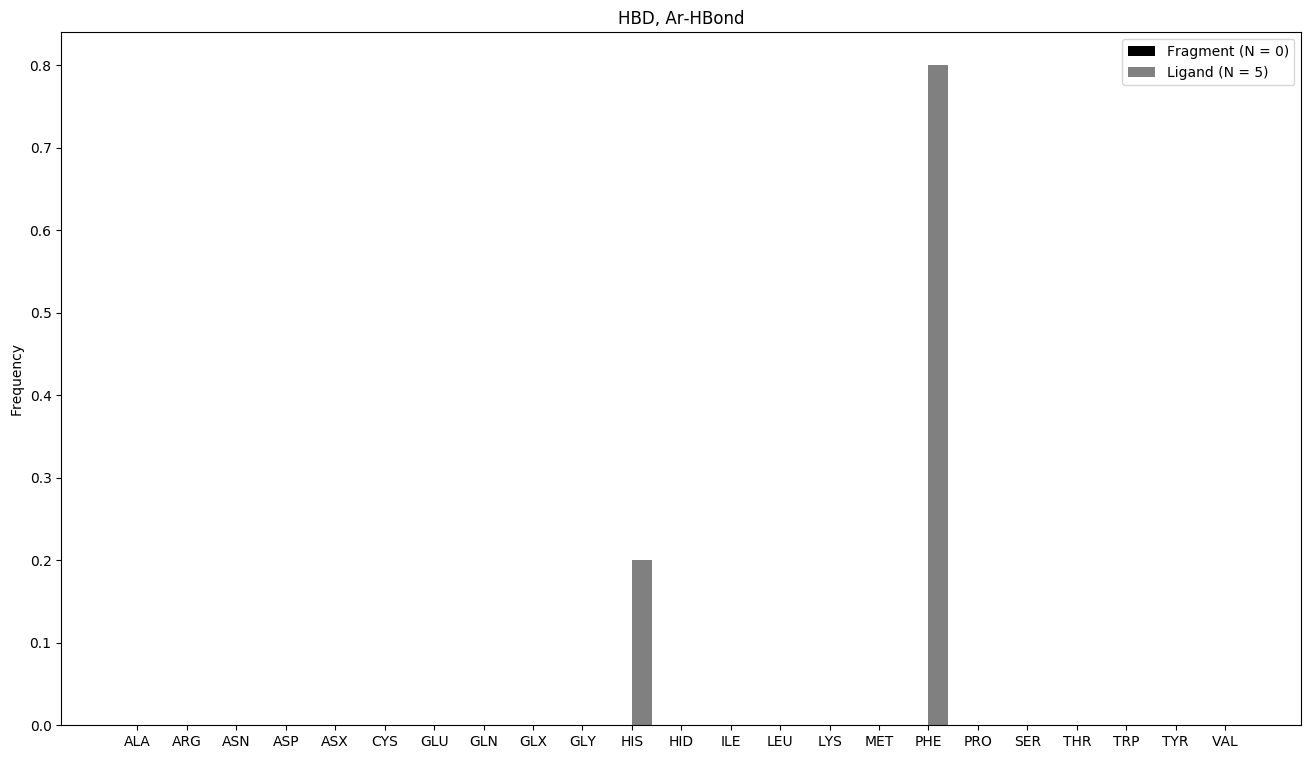 HBD, Ar-HBond
Fragment (N = 0)
Ligand (N = 5)
Frequency
0.8
0.7
0.6
0.5
0.4
0.3
0.2
0.1
0.0
ALA ARG ASN ASP ASX CYS GLU GLN GLX GLY HIS HID ILE LEU LYS MET PHE PRO SER THR TRP TYR VAL